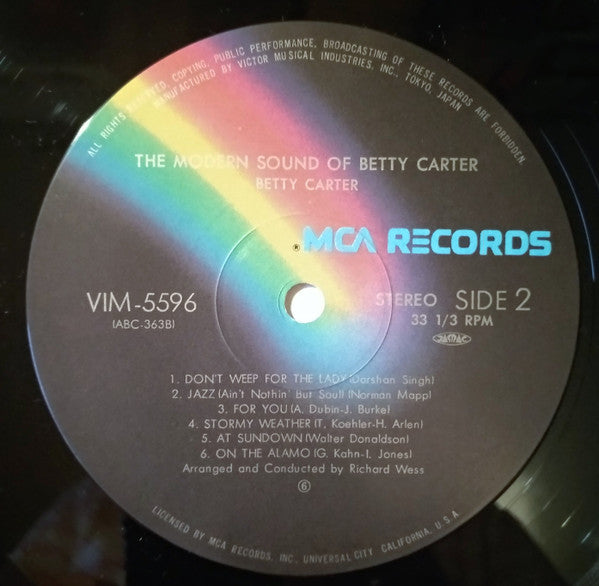 ALL RIGHTS RESERVED. COPYING, PUBLIC PERFORMANCE, BROADCASTING OF THESE RECORDS ARE FORBIDDEN.
MANUFACTURED BY VICTOR MUSICAL INDUSTRIES, INC., TOKYO, JAPAN
THE MODERN SOUND OF BETTY CARTER
BETTY CARTER
® MCA RECORDS
VIM-5596
(ABC-363B)
STEREO SIDE 2
33 1/3 RPM
JASRAC
1. DON'T WEEP FOR THE LADY (Darshan Singh)
2. JAZZ (Ain't Nothin' But Soul) (Norman Mapp)
3. FOR YOU (A. Dubin-J. Burke)
4. STORMY WEATHER (T. Koehler-H. Arlen)
5. AT SUNDOWN (Walter Donaldson)
6. ON THE ALAMO (G. Kahn-I. Jones)
Arranged and Conducted by Richard Wess
⑥
LICENSED BY MCA RECORDS, INC., UNIVERSAL CITY, CALIFORNIA, U.S.A